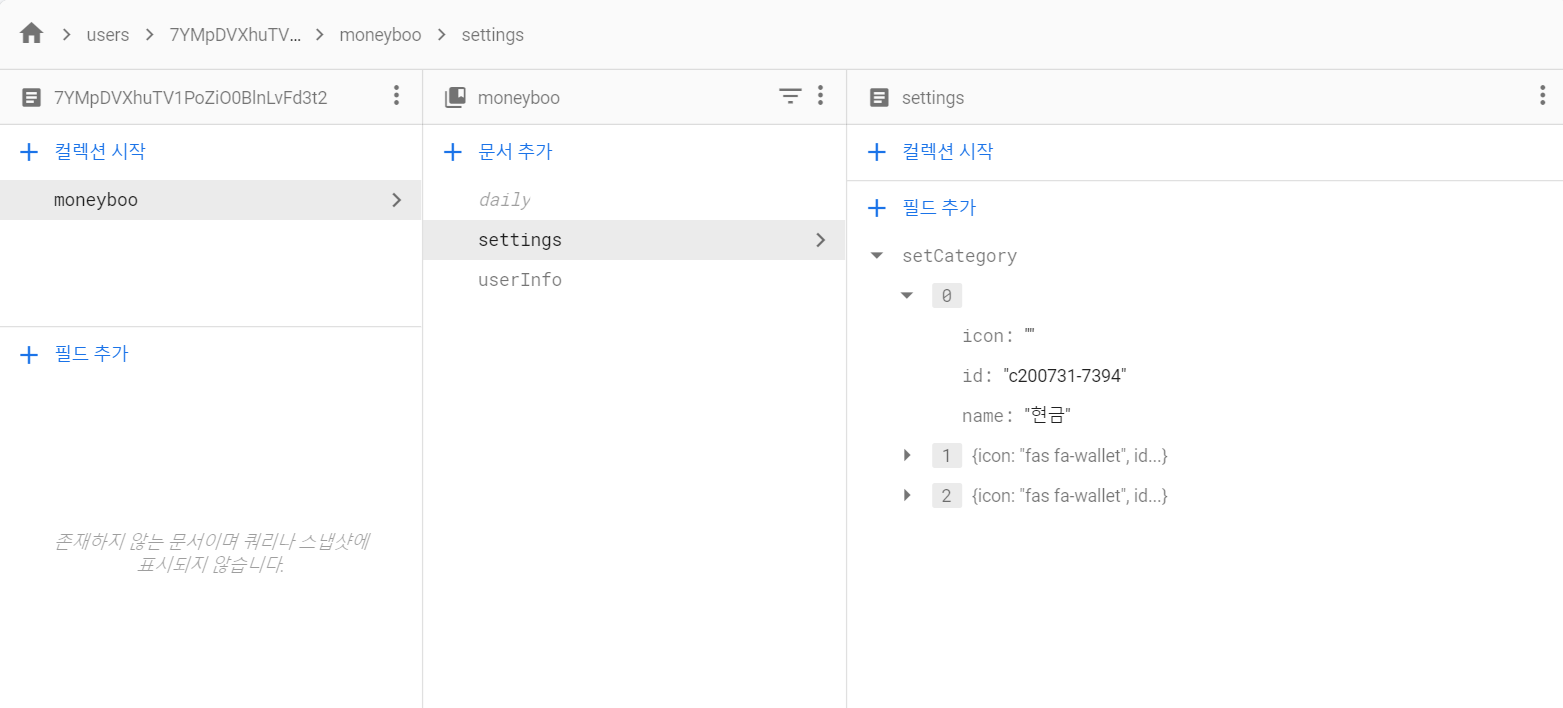 users 7YMpDVXhuTV... moneyboo settings
7YMpDVXhuTV1PoZiO0BlnLvFd3t2
컬렉션 시작
moneyboo
필드 추가
존재하지 않는 문서이며 쿼리나 스냅샷에
표시되지 않습니다.
moneyboo
문서 추가
daily
settings
userInfo
settings
컬렉션 시작
필드 추가
setCategory
0
icon: ""
id: "c200731-7394"
name: "현금"
1 {icon: "fas fa-wallet", id...}
2 {icon: "fas fa-wallet", id...}